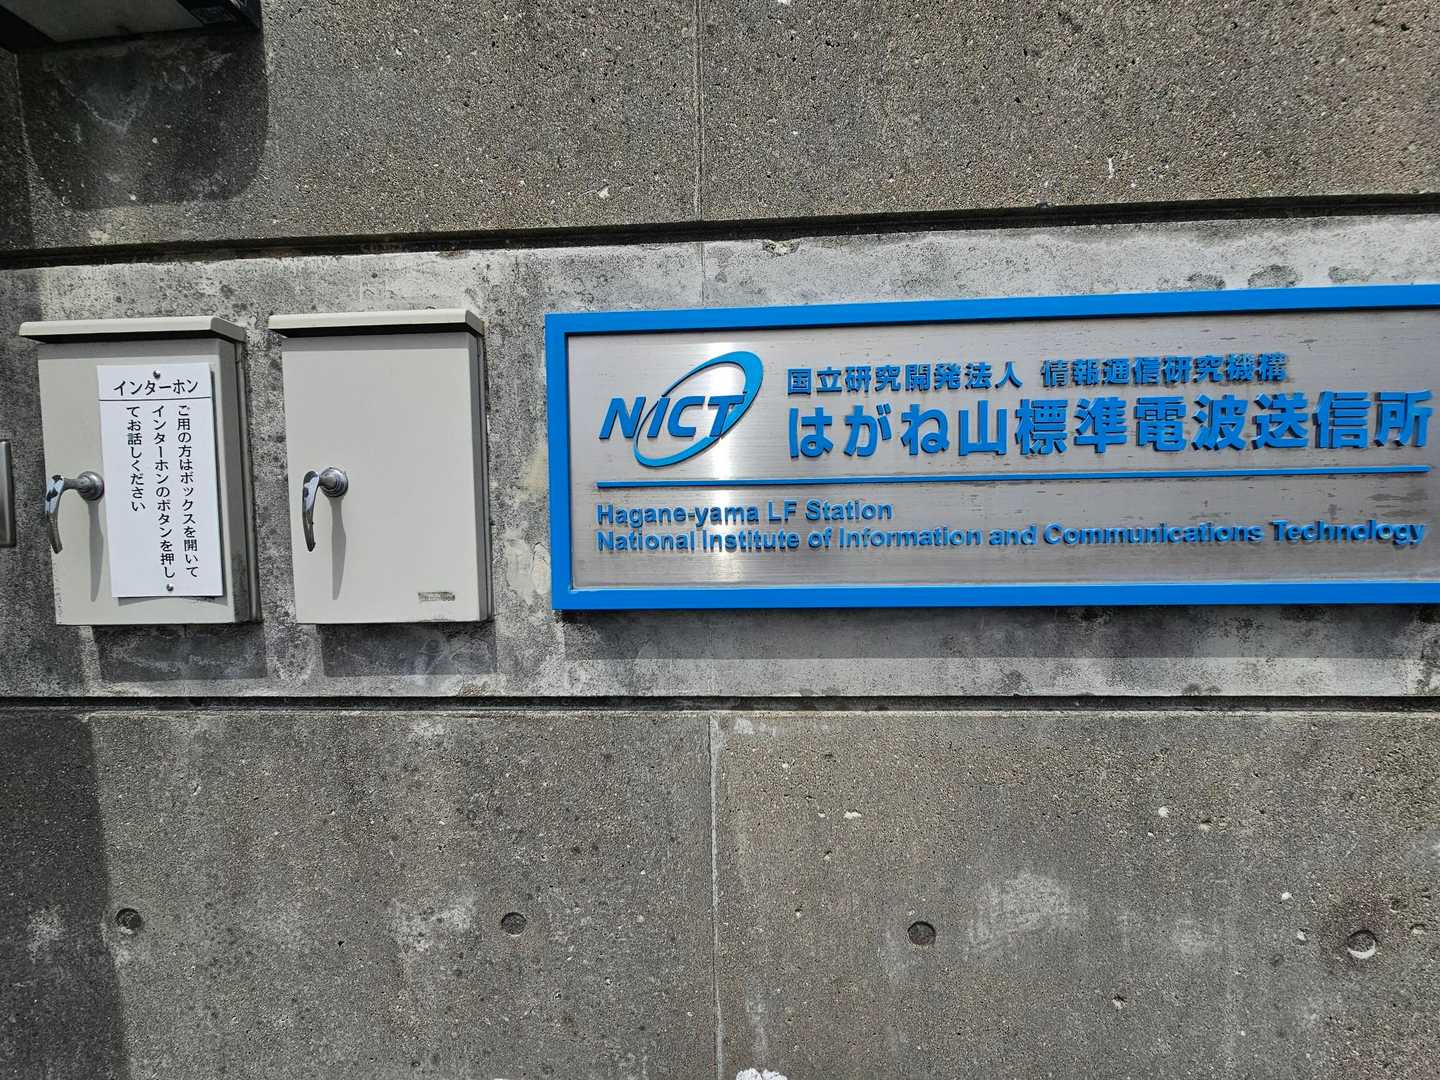 インターホン
ご用の方はボックスを開いて
インターホンのボタンを押し
てお話しください
NICT
国立研究開発法人 情報通信研究機構
はがね山標準電波送信所
Hagane-yama LF Station
National Institute of Information and Communications Technology